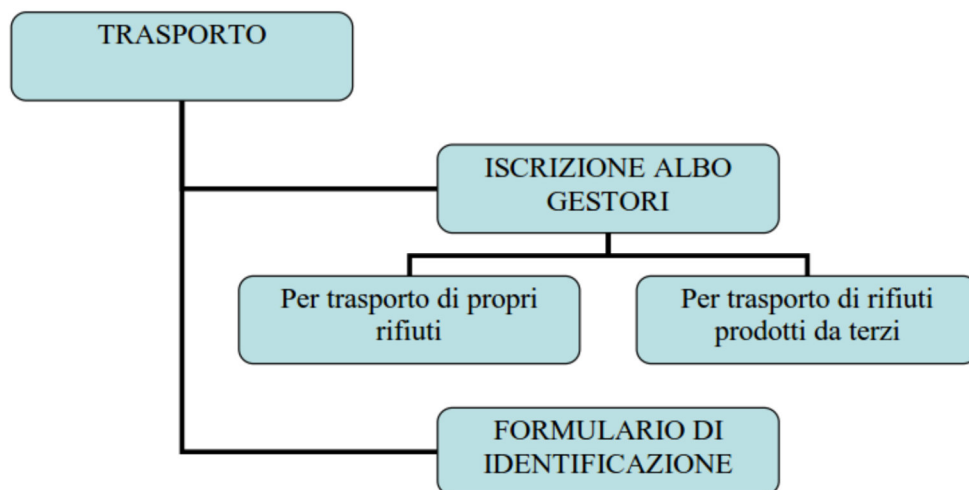 TRASPORTO
ISCRIZIONE ALBO
GESTORI
Per trasporto di propri
rifiuti
Per trasporto di rifiuti
prodotti da terzi
FORMULARIO DI
IDENTIFICAZIONE